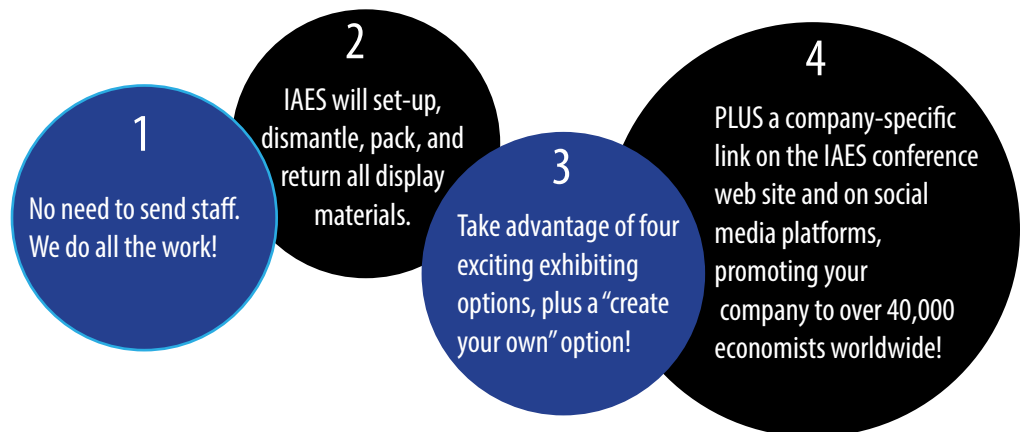 1
No need to send staff.
We do all the work!
2
IAES will set-up,
dismantle, pack, and
return all display
materials.
3
Take advantage of four
exciting exhibiting
options, plus a “create
your own” option!
4
PLUS a company-specific
link on the IAES conference
web site and on social
media platforms,
promoting your
company to over 40,000
economists worldwide!